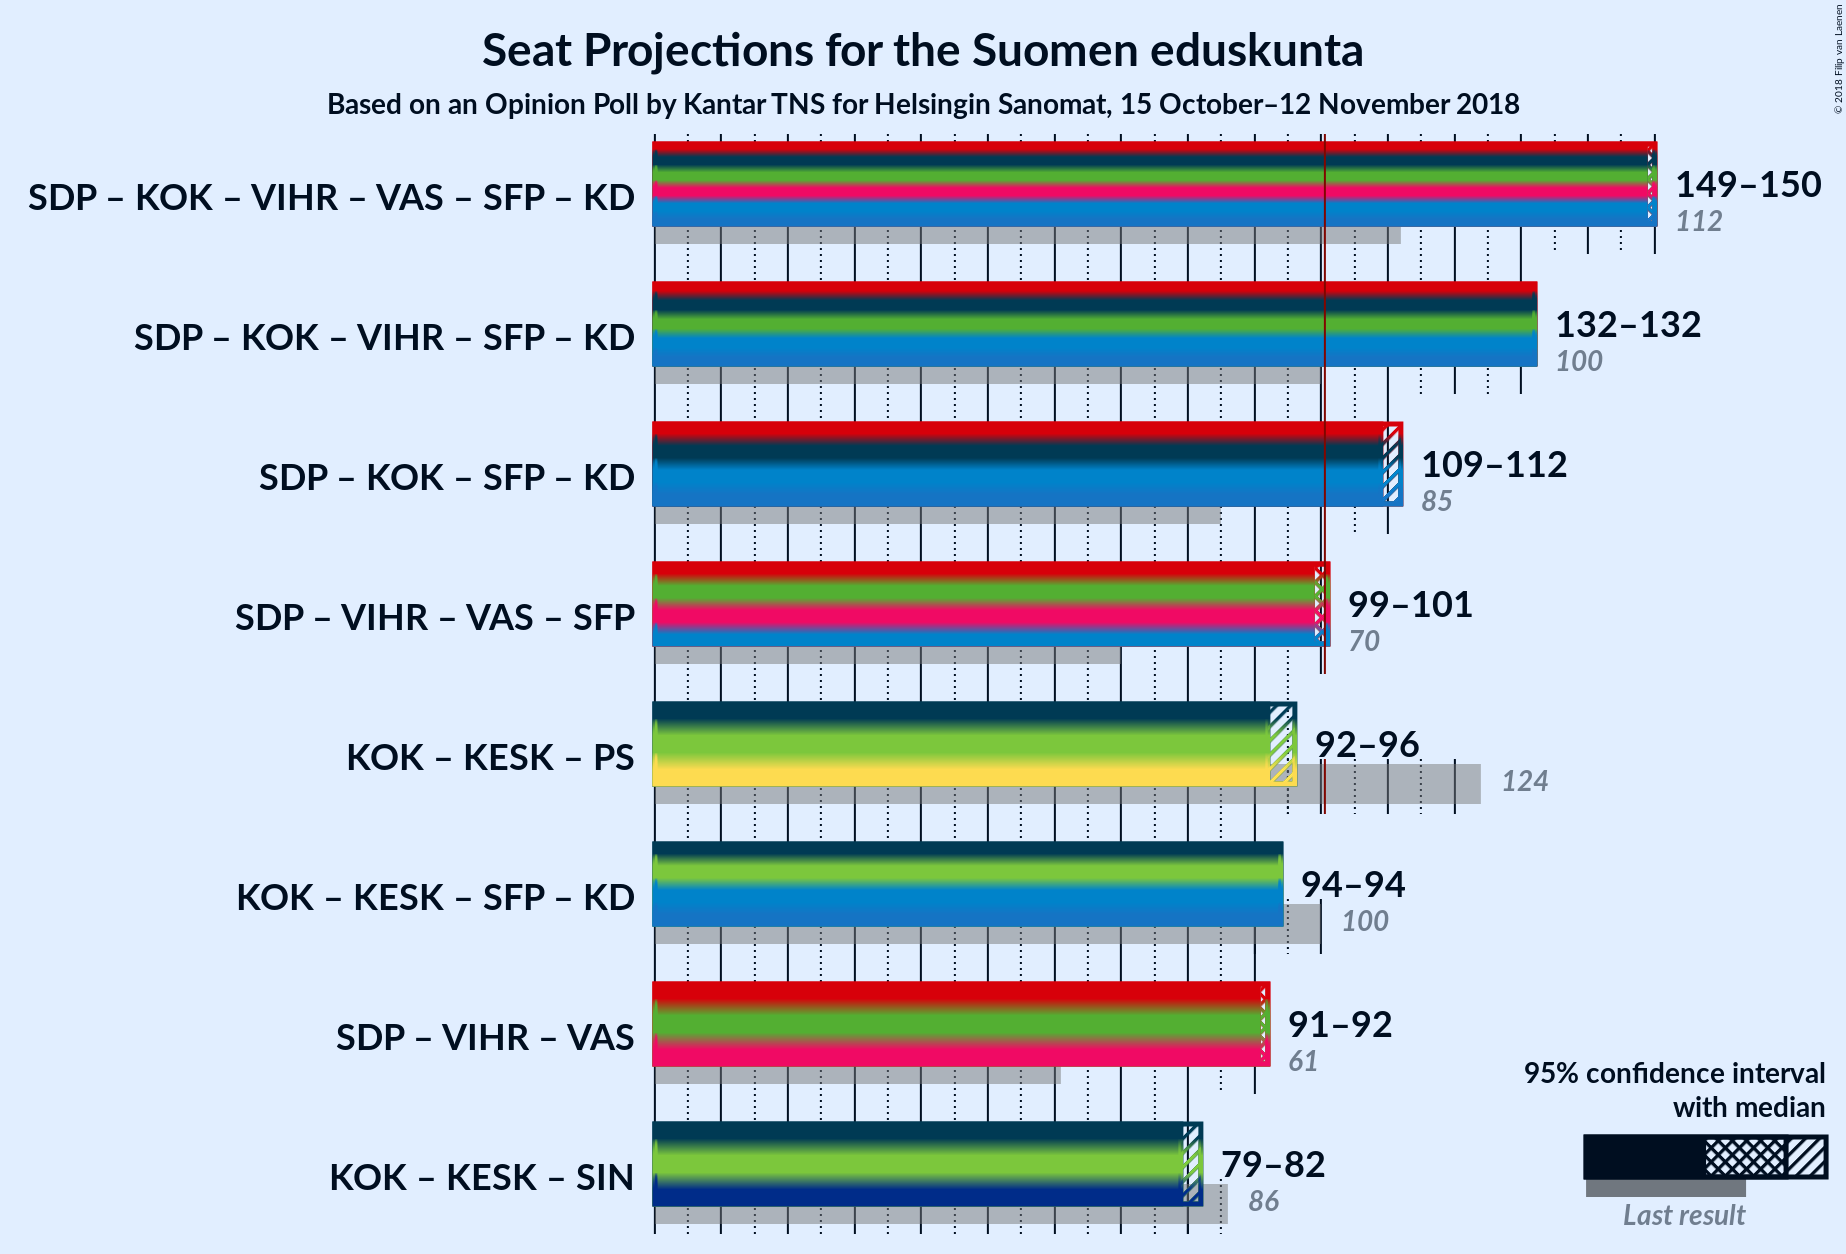 Seat Projections for the Suomen eduskunta
Based on an Opinion Poll by Kantar TNS for Helsingin Sanomat, 15 October–12 November 2018
© 2018 Filip van Laenen
SDP – KOK – VIHR – VAS – SFP – KD
149–150
112
SDP – KOK – VIHR – SFP – KD
132–132
100
SDP – KOK – SFP – KD
109–112
85
SDP – VIHR – VAS – SFP
99–101
70
KOK – KESK – PS
92–96
124
KOK – KESK – SFP – KD
94–94
100
SDP – VIHR – VAS
91–92
61
KOK – KESK – SIN
79–82
86
95% confidence interval
with median
Last result